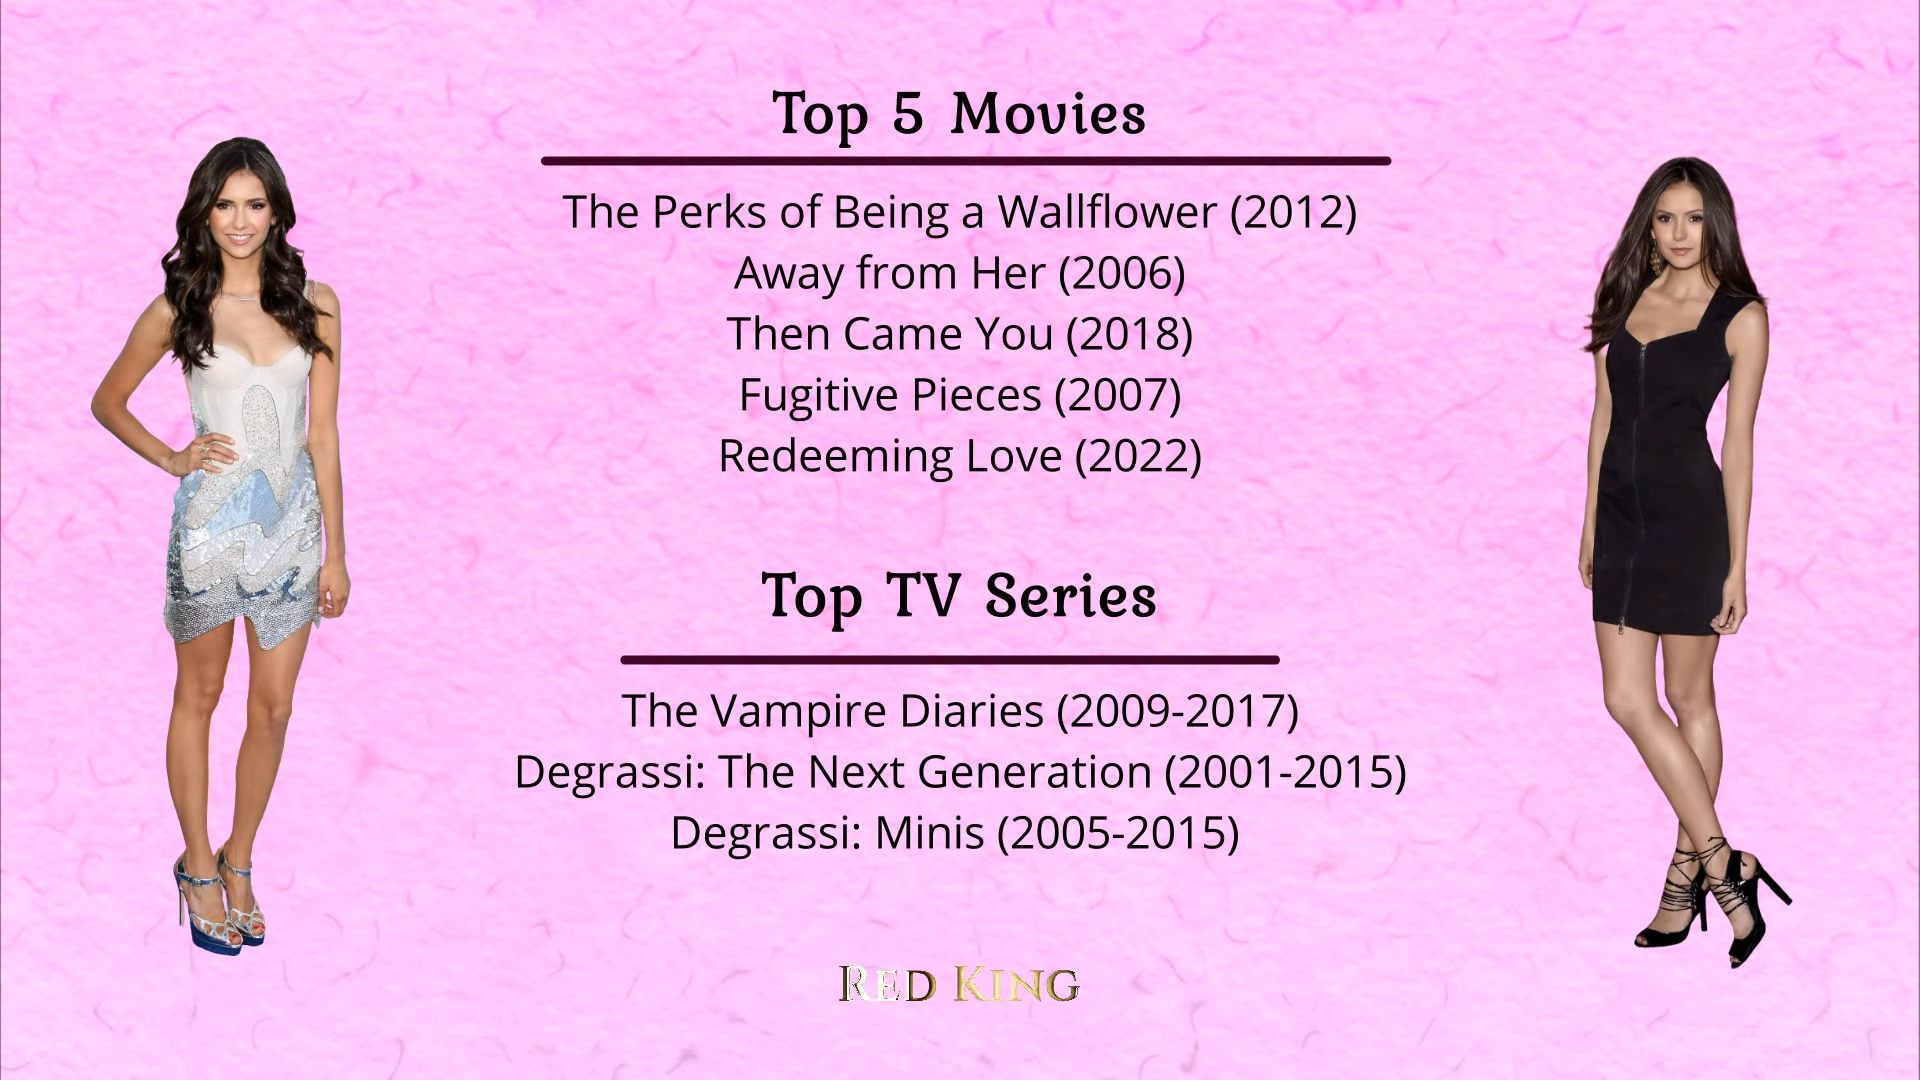 Top 5 Movies
The Perks of Being a Wallflower (2012)
Away from Her (2006)
Then Came You (2018)
Fugitive Pieces (2007)
Redeeming Love (2022)
Top TV Series
The Vampire Diaries (2009-2017)
Degrassi: The Next Generation (2001-2015)
Degrassi: Minis (2005-2015)
RED KING